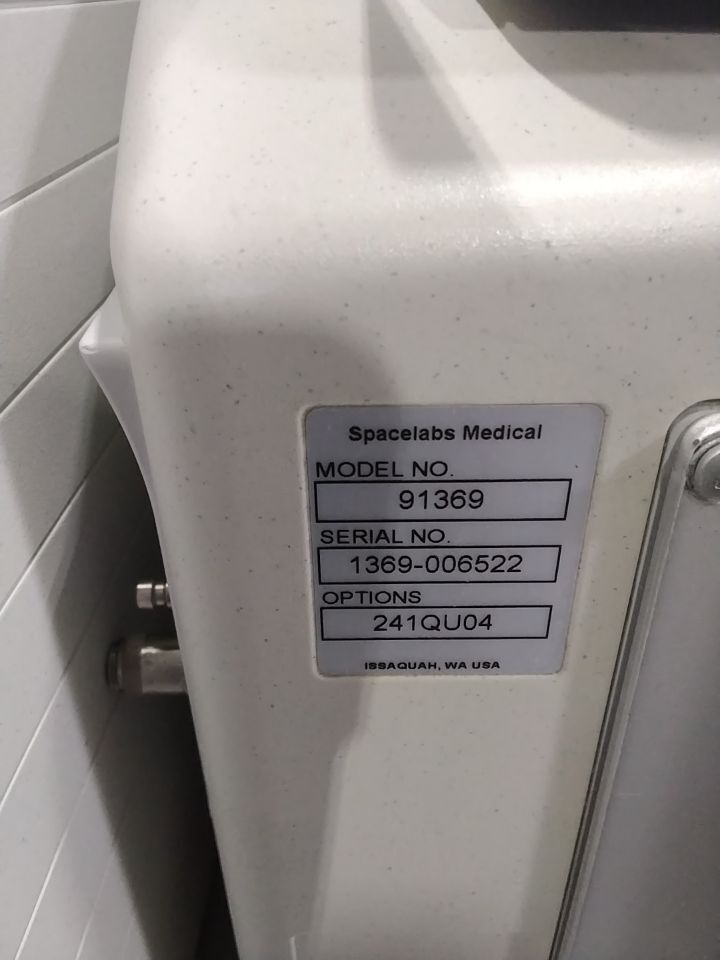 Spacelabs Medical
MODEL NO.
91369
SERIAL NO.
1369-006522
OPTIONS
241QU04
ISSAQUAH, WA USA